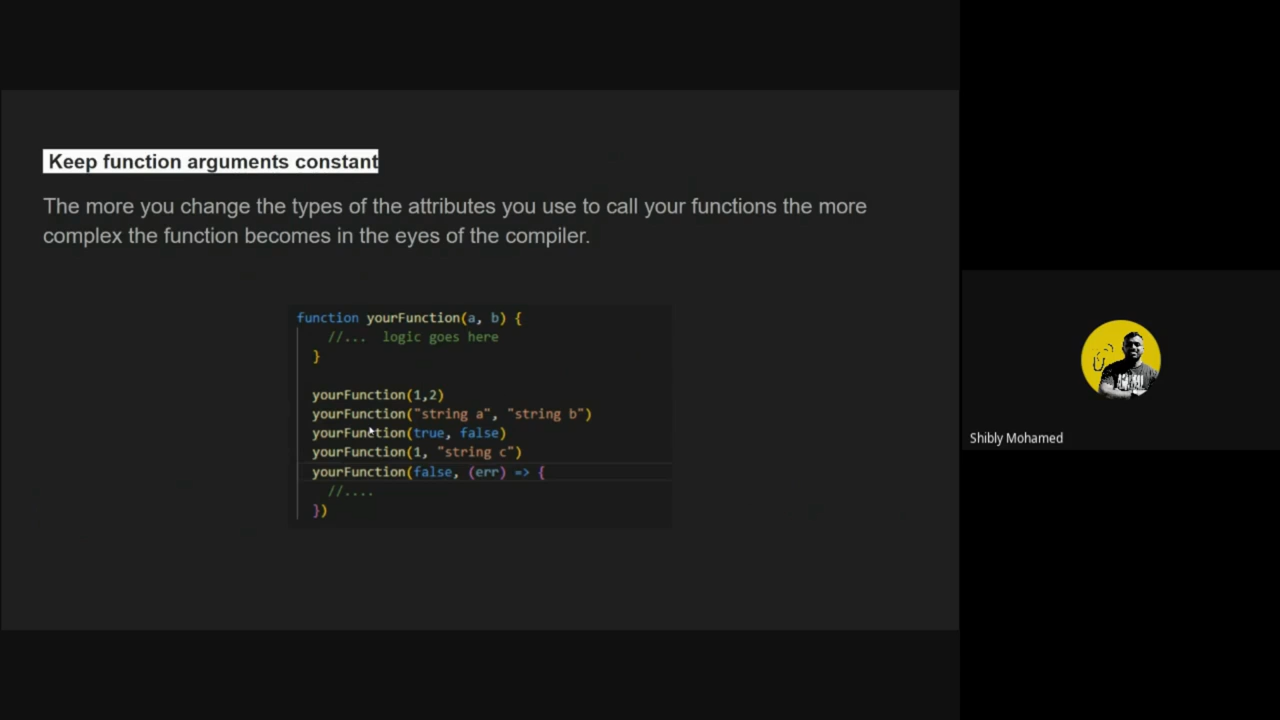 Keep function arguments constant
The more you change the types of the attributes you use to call your functions the more
complex the function becomes in the eyes of the compiler.
function yourFunction(a, b) {
//... logic goes here
}
yourFunction(1,2)
yourFunction("string a", "string b")
yourFunction(true, false)
yourFunction(1, "string c")
yourFunction(false, (err) => {
//....
})
Shibly Mohamed